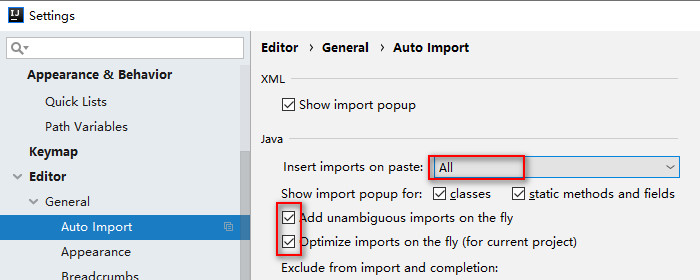 IJ Settings
Appearance & Behavior
Quick Lists
Path Variables
Keymap
Editor
General
Auto Import
Appearance
Breadcrumbs
Editor › General › Auto Import
XML
Show import popup
Java
Insert imports on paste: All
Show import popup for: classes static methods and fields
Add unambiguous imports on the fly
Optimize imports on the fly (for current project)
Exclude from import and completion: